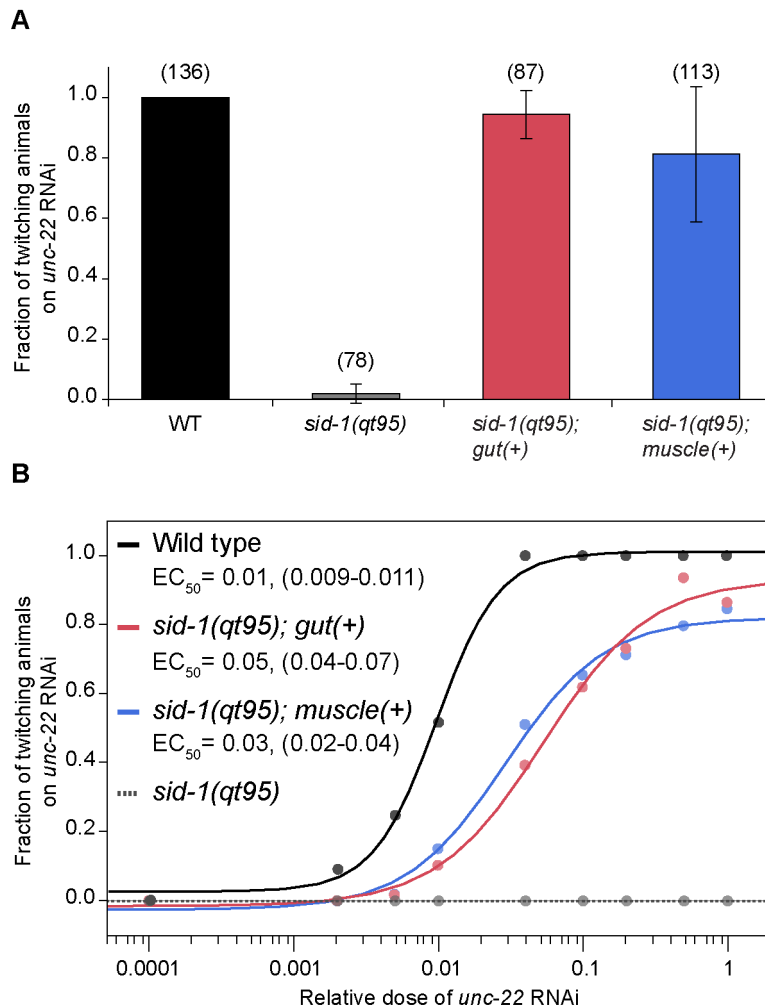 A
(136)
(87)
(113)
(78)
Fraction of twitching animals
on unc-22 RNAi
1.0
0.8
0.6
0.4
0.2
0.0
WT
sid-1(qt95)
sid-1(qt95);
gut(+)
sid-1(qt95);
muscle(+)
B
Fraction of twitching animals
on unc-22 RNAi
1.0
0.8
0.6
0.4
0.2
0.0
Wild type
EC50= 0.01, (0.009-0.011)
sid-1(qt95); gut(+)
EC50= 0.05, (0.04-0.07)
sid-1(qt95); muscle(+)
EC50= 0.03, (0.02-0.04)
sid-1(qt95)
0.0001
0.001
0.01
0.1
1
Relative dose of unc-22 RNAi